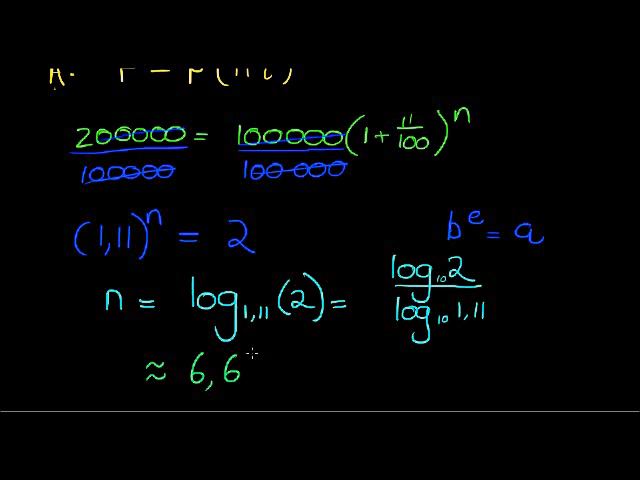 200000 = 100000(1 + 11/100)^n
100000 100000
(1,11)^n = 2 b^e = a
n = log_1,11(2) = log_10 2 / log_10 1,11
≈ 6,6